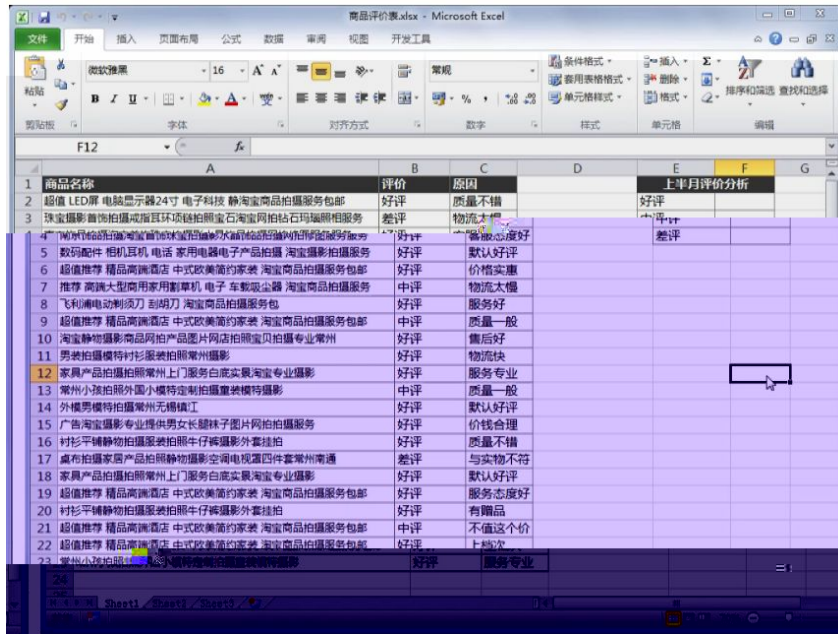 商品评价表.xlsx - Microsoft Excel
文件 开始 插入 页面布局 公式 数据 审阅 视图 开发工具
微软雅黑 16 A A 常规 条件格式 插入 Σ
粘贴 套用表格格式 删除 排序和筛选 查找和选择
B I U A % , 单元格样式 格式
剪贴板 字体 对齐方式 数字 样式 单元格 编辑
F12 fx
A B C D E F G
1 商品名称 评价 原因 上半月评价分析
2 超值 LED屏 电脑显示器24寸 电子科技 静淘宝商品拍摄服务包邮 好评 质量不错 好评
3 珠宝摄影首饰拍摄戒指耳环项链拍照宝石淘宝网拍钻石玛瑙照相服务 差评 物流太慢 中评
4 好评 客服态度好 差评
5 数码配件 相机耳机 电话 家用电器电子产品拍摄 淘宝摄影拍摄服务 好评 默认好评
6 超值推荐 精品高端酒店 中式欧美简约家装 淘宝商品拍摄服务包邮 好评 价格实惠
7 推荐 高端大型商用家用割草机 电子 车载吸尘器 淘宝商品拍摄服务 中评 物流太慢
8 飞利浦电动剃须刀 刮胡刀 淘宝商品拍摄服务包 好评 服务好
9 超值推荐 精品高端酒店 中式欧美简约家装 淘宝商品拍摄服务包邮 中评 质量一般
10 淘宝静物摄影商品网拍产品图片网店拍照宝贝拍摄专业常州 好评 售后好
11 男装拍摄模特衬衫服装拍照常州摄影 好评 物流快
12 家具产品拍摄拍照常州上门服务白底实景淘宝专业摄影 好评 服务专业
13 常州小孩拍照外国小模特定制拍摄童装模特摄影 中评 质量一般
14 外模男模特拍摄常州无锡镇江 好评 默认好评
15 广告淘宝摄影专业提供男女长腿袜子图片网拍拍摄服务 好评 价钱合理
16 衬衫平铺静物拍摄服装拍照牛仔裤摄影外套挂拍 好评 质量不错
17 桌布拍摄家居产品拍照静物摄影空调电视罩四件套常州南通 差评 与实物不符
18 家具产品拍摄拍照常州上门服务白底实景淘宝专业摄影 好评 默认好评
19 超值推荐 精品高端酒店 中式欧美简约家装 淘宝商品拍摄服务包邮 好评 服务态度好
20 衬衫平铺静物拍摄服装拍照牛仔裤摄影外套挂拍 好评 有赠品
21 超值推荐 精品高端酒店 中式欧美简约家装 淘宝商品拍摄服务包邮 中评 不值这个价
22 超值推荐 精品高端酒店 中式欧美简约家装 淘宝商品拍摄服务包邮 好评 上档次
23 常州小孩拍照 小模特定制拍摄童装模特摄影 好评 服务专业
24
Sheet1 Sheet2 Sheet3